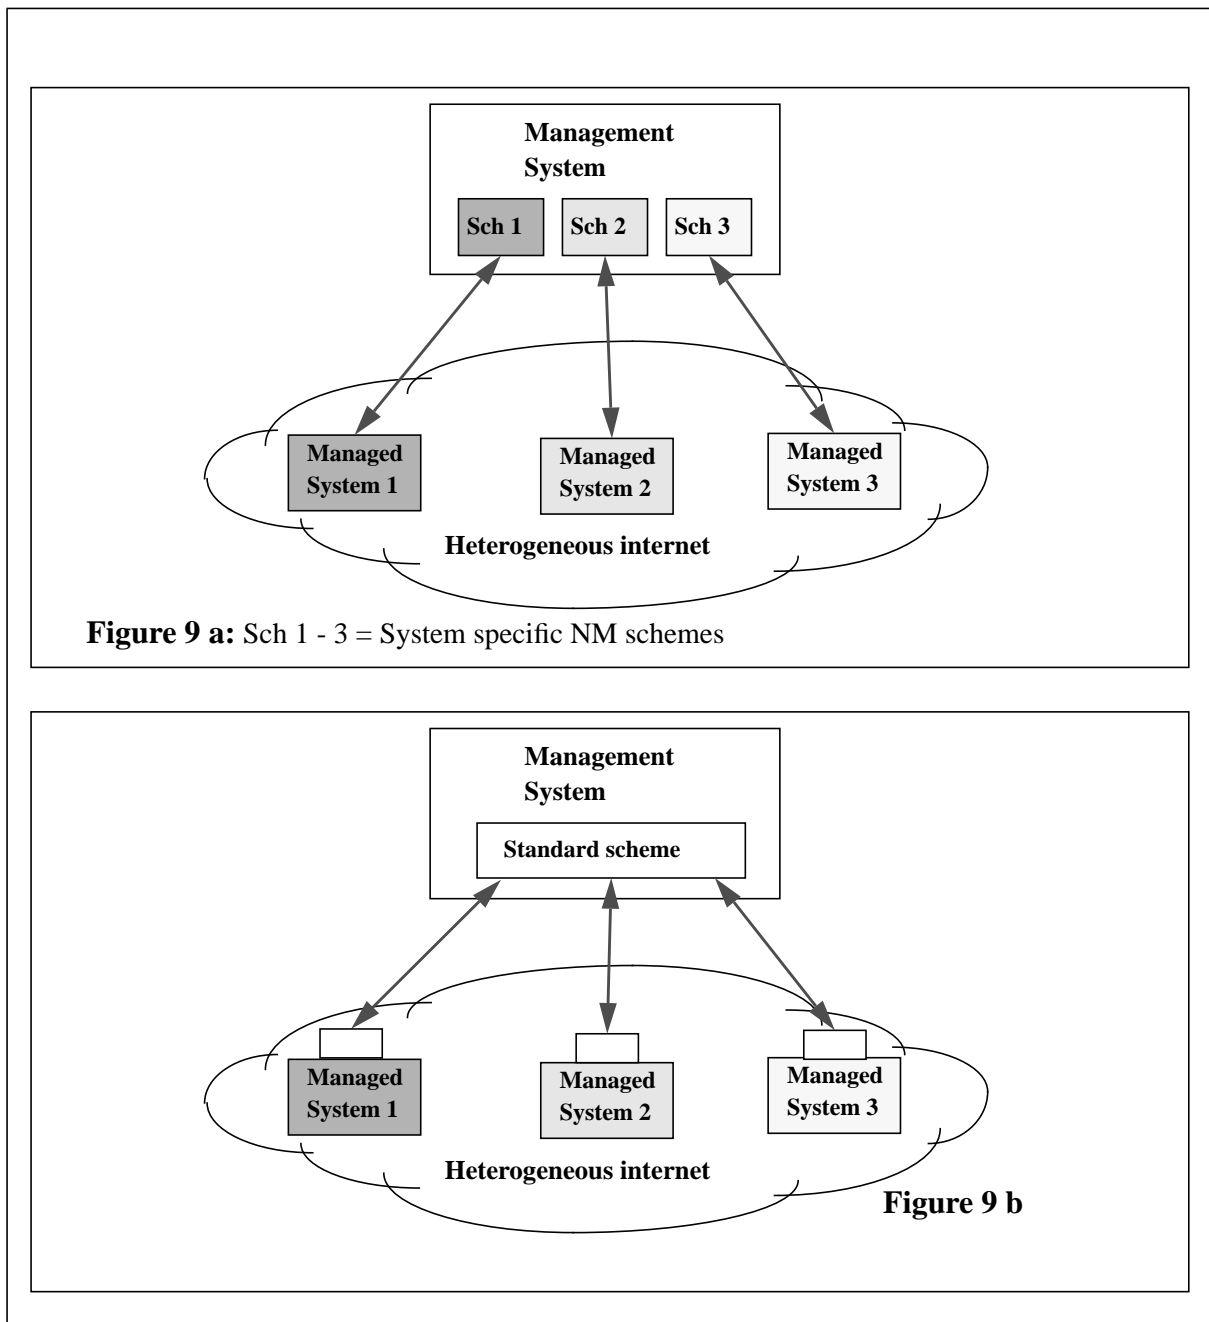 Management
System
Sch 1
Sch 2
Sch 3
Managed
System 1
Managed
System 2
Managed
System 3
Heterogeneous internet
Figure 9 a: Sch 1 - 3 = System specific NM schemes
Management
System
Standard scheme
Managed
System 1
Managed
System 2
Managed
System 3
Heterogeneous internet
Figure 9 b